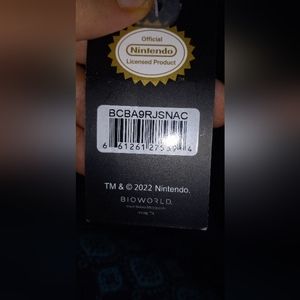 Official
Nintendo
Licensed Product
BCBA9RJSNAC
TM & © 2022 Nintendo.
BIOWORLD